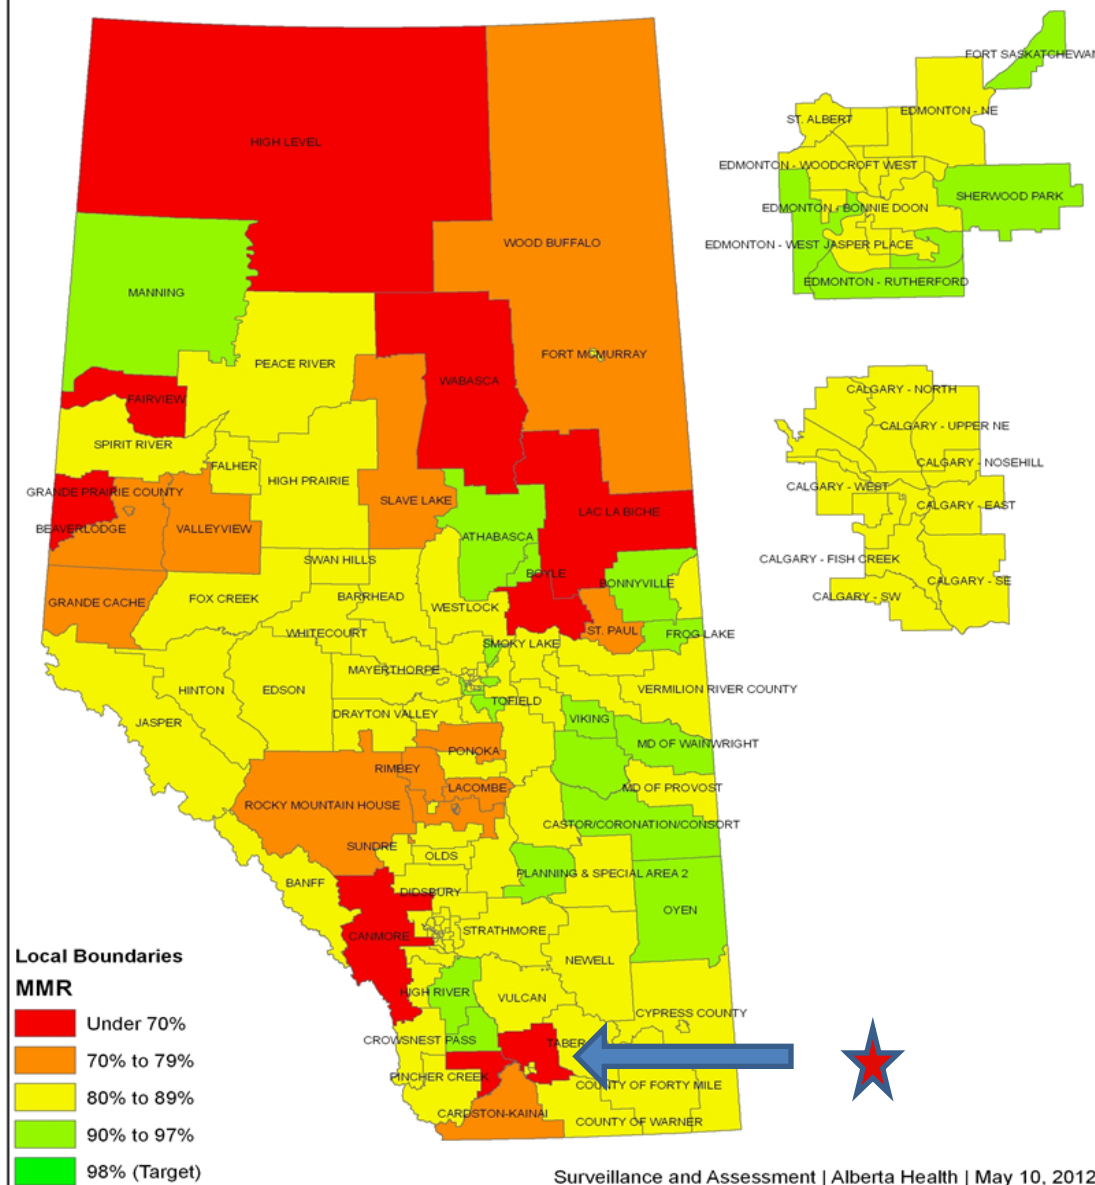 FORT SASKATCHEWAN
EDMONTON - NE
ST. ALBERT
EDMONTON - WOODCROFT WEST
SHERWOOD PARK
EDMONTON - BONNIE DOON
EDMONTON - WEST JASPER PLACE
EDMONTON - RUTHERFORD
HIGH LEVEL
WOOD BUFFALO
MANNING
FORT MCMURRAY
PEACE RIVER
WABASCA
FAIRVIEW
SPIRIT RIVER
FALHER
HIGH PRAIRIE
GRANDE PRAIRIE COUNTY
SLAVE LAKE
BEAVERLODGE
VALLEYVIEW
LAC LA BICHE
ATHABASCA
SWAN HILLS
BOYLE
BONNYVILLE
GRANDE CACHE
FOX CREEK
BARRHEAD
WESTLOCK
WHITECOURT
ST. PAUL
FROG LAKE
SMOKY LAKE
MAYERTHORPE
HINTON
EDSON
VERMILION RIVER COUNTY
TOFIELD
JASPER
DRAYTON VALLEY
VIKING
MD OF WAINWRIGHT
PONOKA
RIMBEY
LACOMBE
MD OF PROVOST
ROCKY MOUNTAIN HOUSE
CASTOR/CORONATION/CONSORT
SUNDRE
OLDS
PLANNING & SPECIAL AREA 2
BANFF
DIDSBURY
OYEN
CANMORE
STRATHMORE
NEWELL
HIGH RIVER
VULCAN
CYPRESS COUNTY
CROWSNEST PASS
TABER
PINCHER CREEK
COUNTY OF FORTY MILE
CARDSTON-KAINAI
COUNTY OF WARNER
CALGARY - NORTH
CALGARY - UPPER NE
CALGARY - NOSEHILL
CALGARY - WEST
CALGARY - EAST
CALGARY - FISH CREEK
CALGARY - SE
CALGARY - SW
Local Boundaries
MMR
Under 70%
70% to 79%
80% to 89%
90% to 97%
98% (Target)
Surveillance and Assessment | Alberta Health | May 10, 2012